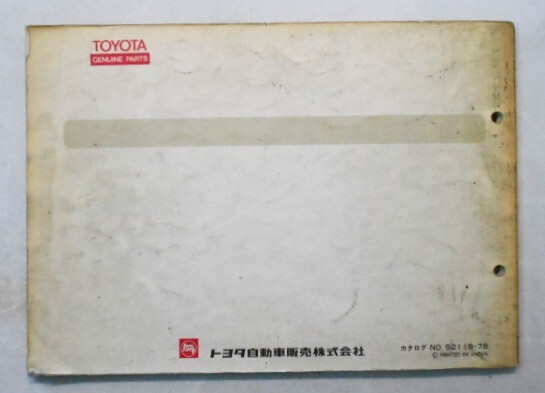 TOYOTA
GENUINE PARTS
トヨタ自動車販売株式会社
カタログ NO. 52119-78
© PRINTED IN JAPAN